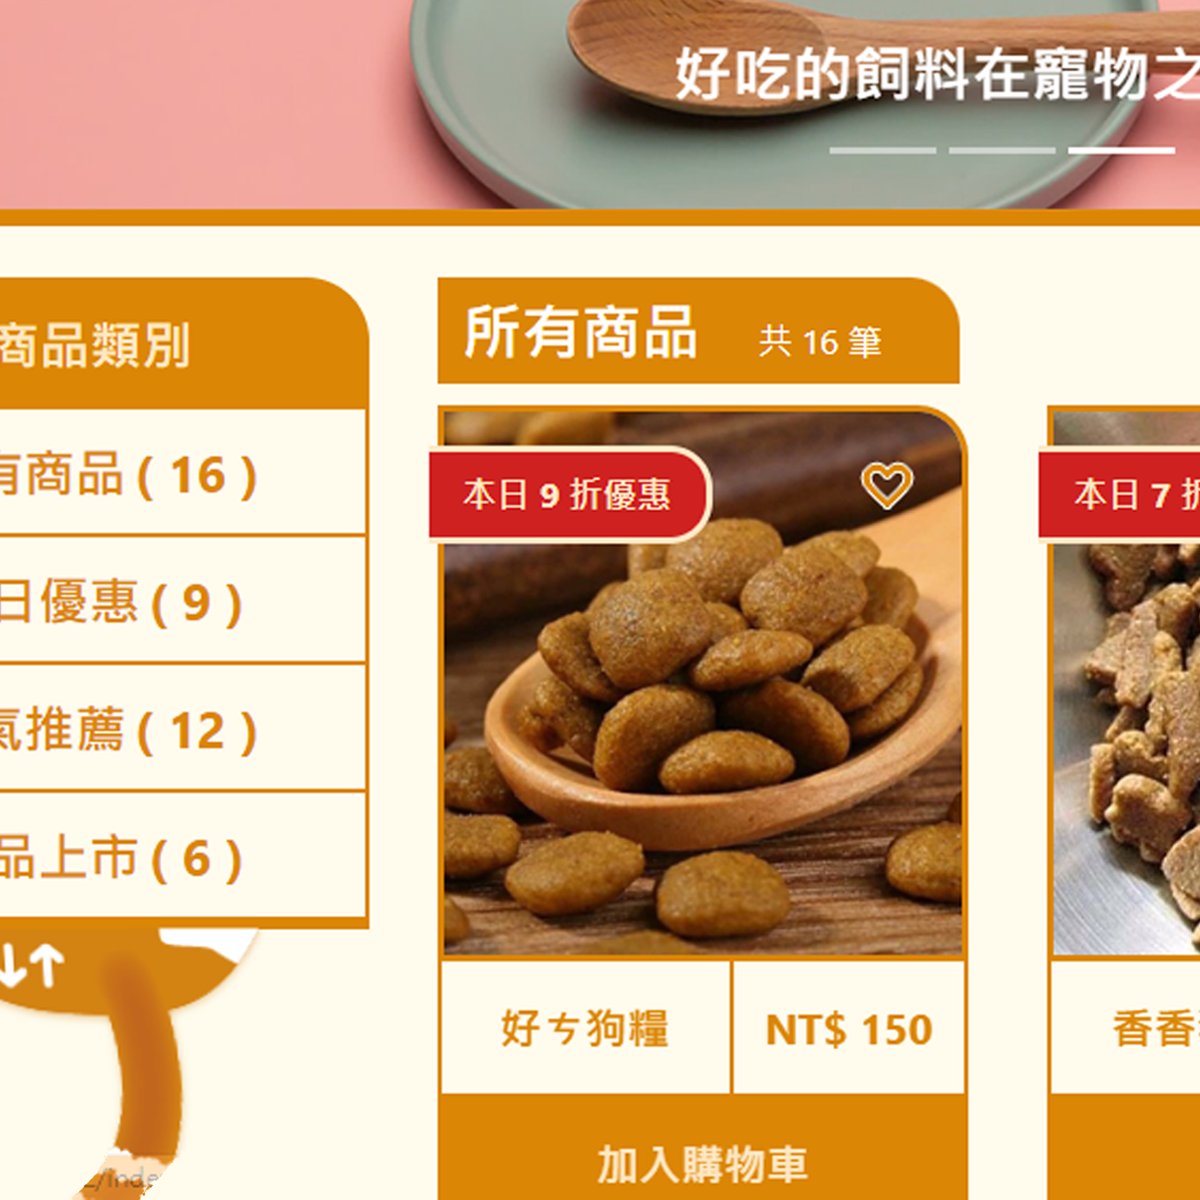 好吃的飼料在寵物之
商品類別
有商品 ( 16 )
日優惠 ( 9 )
氣推薦 ( 12 )
品上市 ( 6 )
↓↑
所有商品 共 16 筆
本日 9 折優惠
好ㄘ狗糧 NT$ 150
加入購物車
本日 7 折
香香
/inde